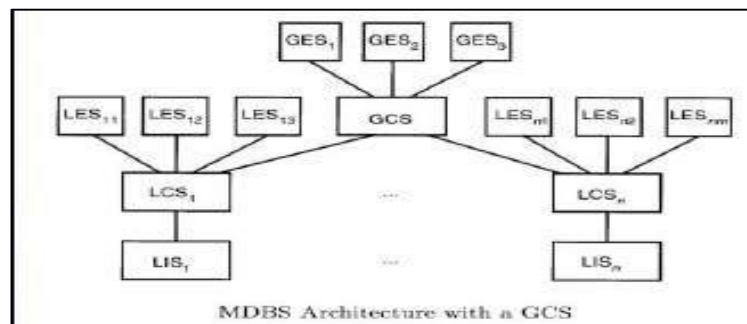 GES₁ GES₂ GES₃
LES₁₁ LES₁₂ LES₁₃ GCS LESₙ₁ LESₙ₂ LESₙₘ
LCS₁ ... LCSₙ
LIS₁ ... LISₙ
MDBS Architecture with a GCS